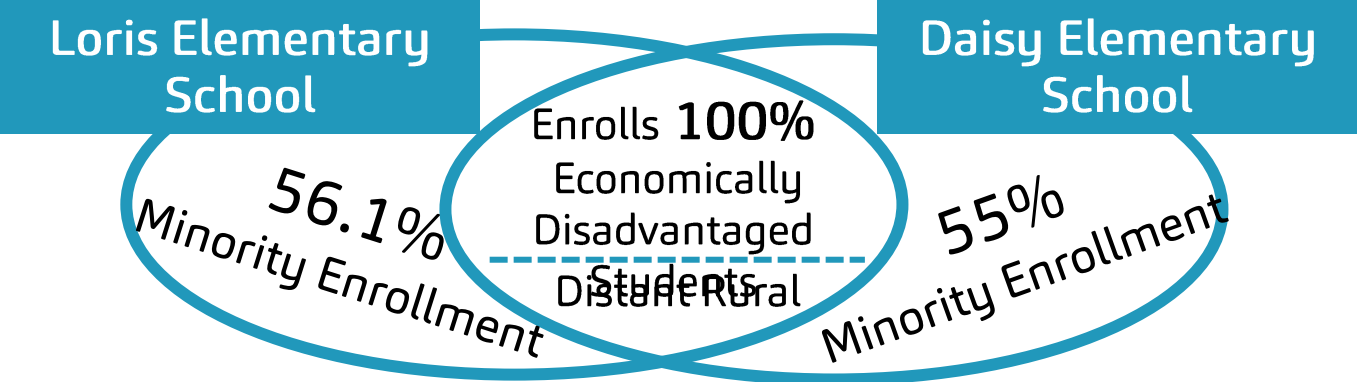 Loris Elementary
School
56.1%
Minority Enrollment
Enrolls 100%
Economically
Disadvantaged
Students
Distant Rural
Daisy Elementary
School
55%
Minority Enrollment